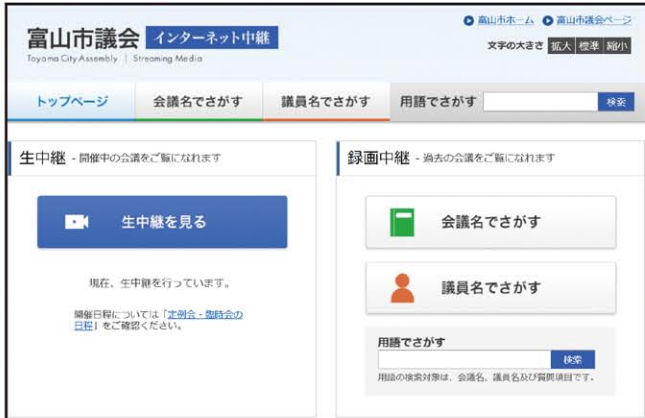 富山市ホーム 富山市議会ページ
富山市議会 インターネット中継
Toyama City Assembly | Streaming Media
文字の大きさ 拡大 標準 縮小
トップページ 会議名でさがす 議員名でさがす 用語でさがす 検索
生中継 - 開催中の会議をご覧になれます
生中継を見る
現在、生中継を行っています。
開催日程については「定例会・臨時会の
日程」をご確認ください。
録画中継 - 過去の会議をご覧になれます
会議名でさがす
議員名でさがす
用語でさがす
検索
用語の検索対象は、会議名、議員名及び質問項目です。